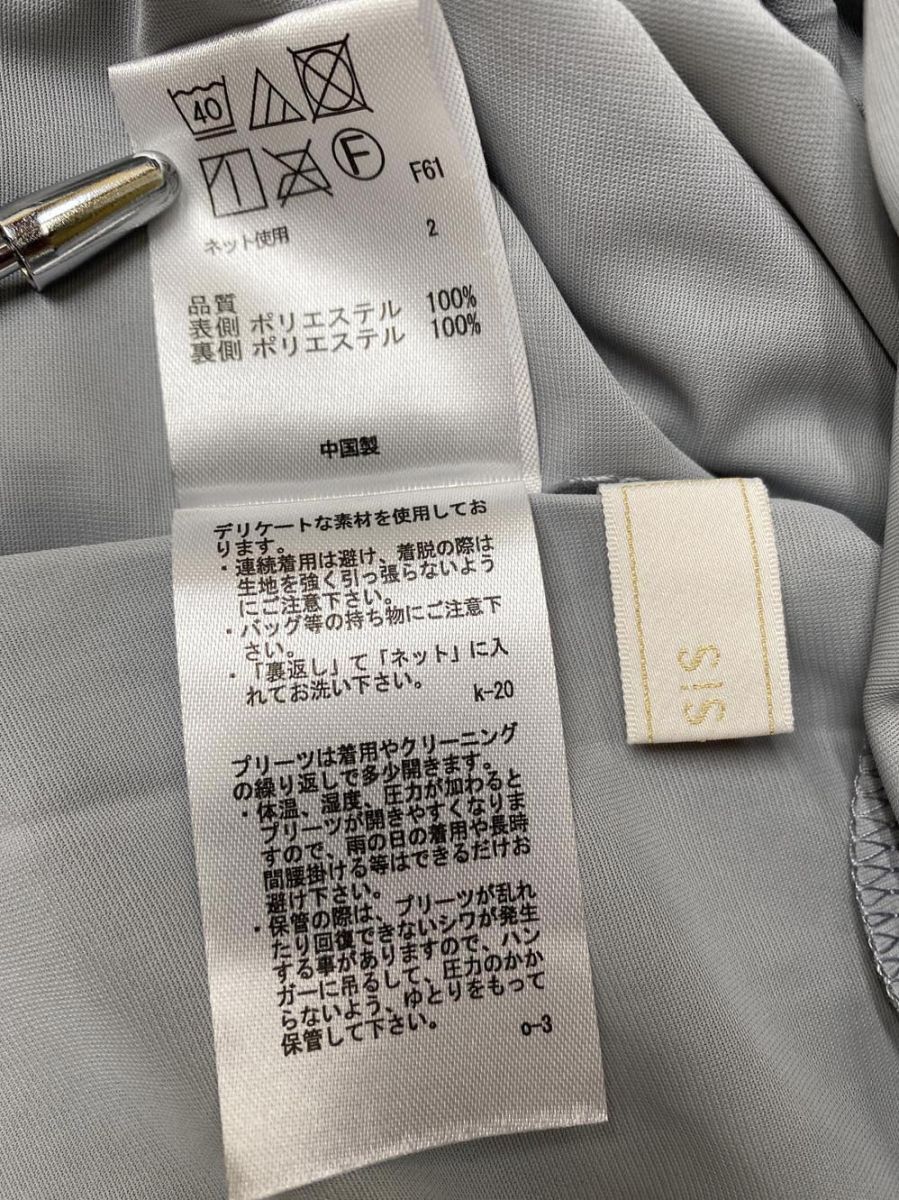 40
F
F61
ネット使用 2
品質
表側 ポリエステル 100%
裏側 ポリエステル 100%
中国製
デリケートな素材を使用してお
ります。
・連続着用は避け、着脱の際は
生地を強く引っ張らないよう
にご注意下さい。
・バッグ等の持ち物にご注意下
さい。
・「裏返し」て「ネット」に入
れてお洗い下さい。 k-20
プリーツは着用やクリーニング
の繰り返しで多少開きます。
・体温、湿度、圧力が加わると
プリーツが開きやすくなりま
すので、雨の日の着用や長時
間腰掛ける等はできるだけお
避け下さい。
・保管の際は、プリーツが乱れ
たり回復できないシワが発生
する事がありますので、ハン
ガーに吊るして、圧力のかか
らないよう、ゆとりをもって
保管して下さい。 o-3
SIS